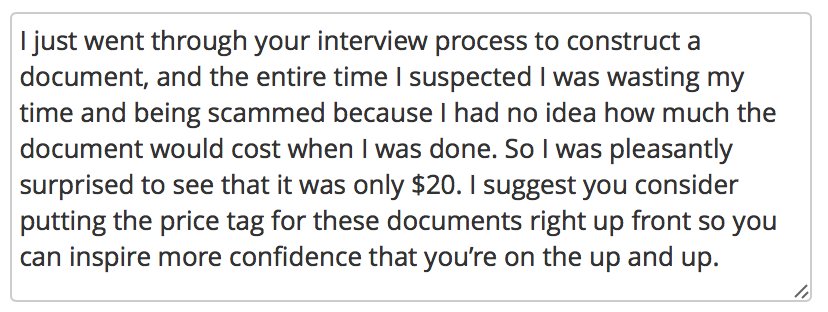 I just went through your interview process to construct a
document, and the entire time I suspected I was wasting my
time and being scammed because I had no idea how much the
document would cost when I was done. So I was pleasantly
surprised to see that it was only $20. I suggest you consider
putting the price tag for these documents right up front so you
can inspire more confidence that you’re on the up and up.